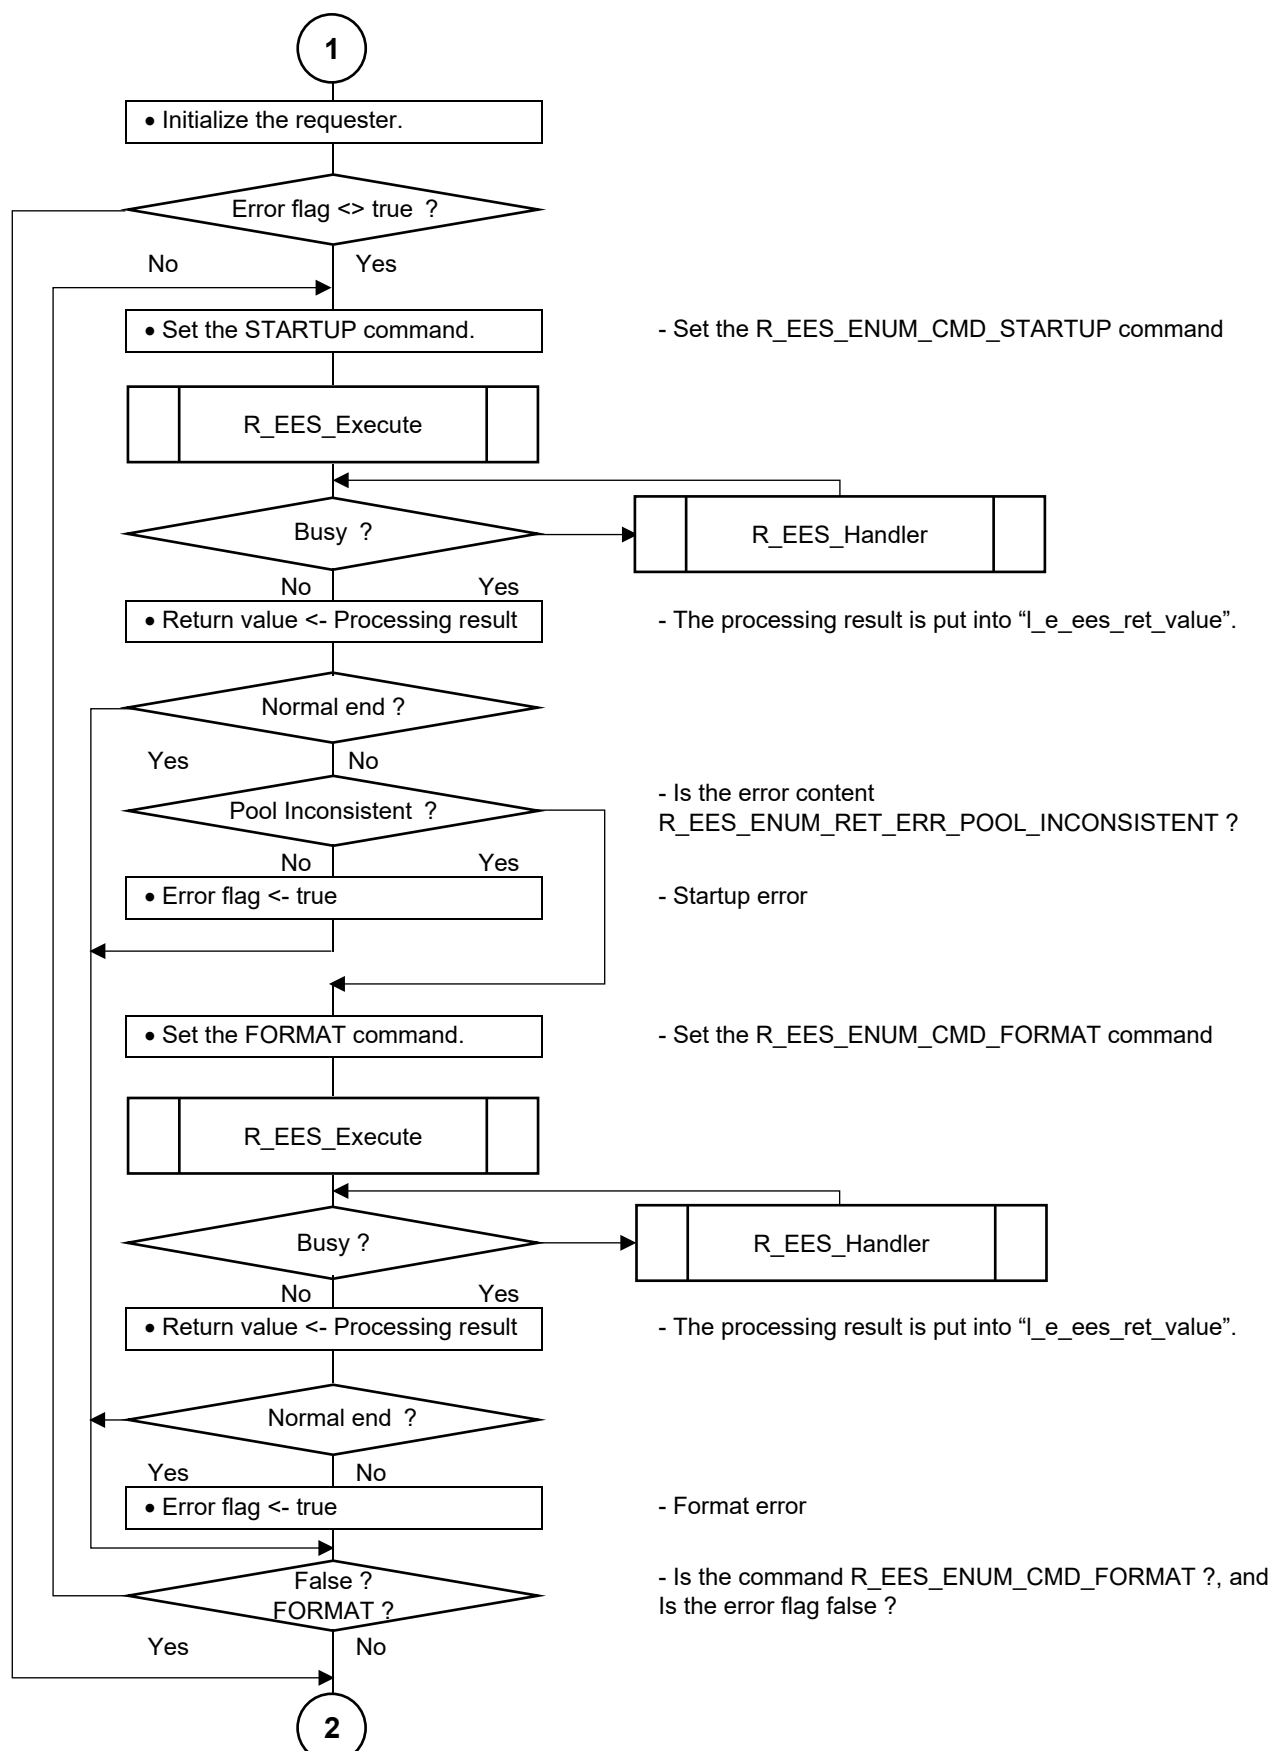 1
• Initialize the requester.
Error flag <> true ?
No Yes
• Set the STARTUP command. - Set the R_EES_ENUM_CMD_STARTUP command
R_EES_Execute
Busy ? R_EES_Handler
No Yes
• Return value <- Processing result - The processing result is put into “l_e_ees_ret_value”.
Normal end ?
Yes No
Pool Inconsistent ? - Is the error content
R_EES_ENUM_RET_ERR_POOL_INCONSISTENT ?
No Yes
• Error flag <- true - Startup error
• Set the FORMAT command. - Set the R_EES_ENUM_CMD_FORMAT command
R_EES_Execute
Busy ? R_EES_Handler
No Yes
• Return value <- Processing result - The processing result is put into “l_e_ees_ret_value”.
Normal end ?
Yes No
• Error flag <- true - Format error
False ? - Is the command R_EES_ENUM_CMD_FORMAT ?, and
FORMAT ? Is the error flag false ?
Yes No
2